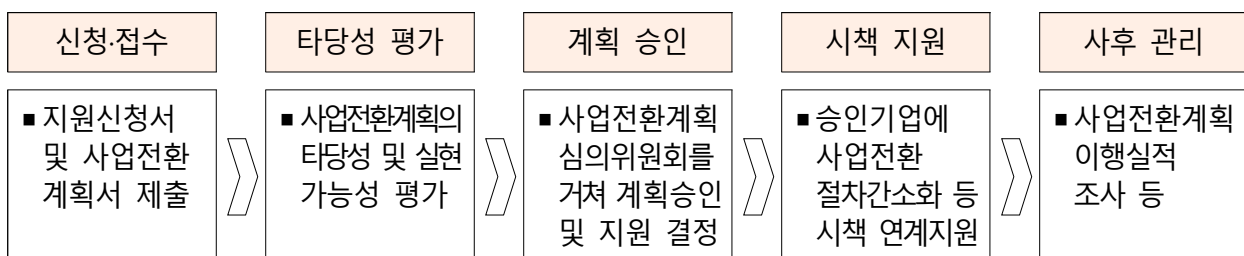 신청·접수
타당성 평가
계획 승인
시책 지원
사후 관리
■ 지원신청서
및 사업전환
계획서 제출
■ 사업전환계획의
타당성 및 실현
가능성 평가
■ 사업전환계획
심의위원회를
거쳐 계획승인
및 지원 결정
■ 승인기업에
사업전환
절차간소화 등
시책 연계지원
■ 사업전환계획
이행실적
조사 등